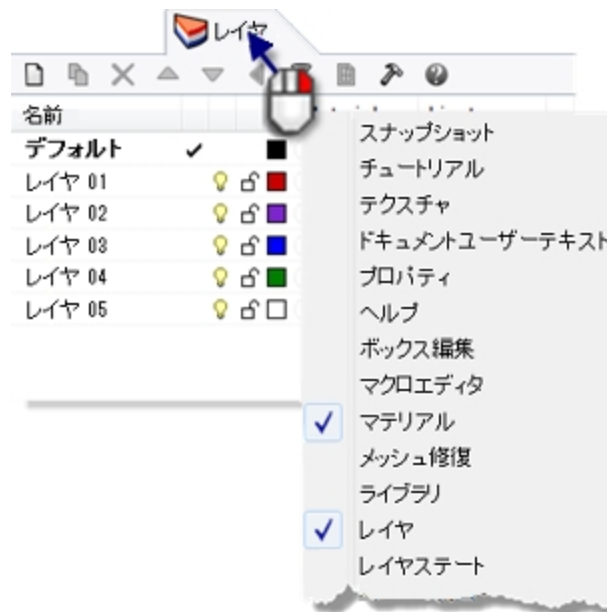 レイヤ
名前
デフォルト
レイヤ 01
レイヤ 02
レイヤ 03
レイヤ 04
レイヤ 05
スナップショット
チュートリアル
テクスチャ
ドキュメントユーザーテキスト
プロパティ
ヘルプ
ボックス編集
マクロエディタ
マテリアル
メッシュ修復
ライブラリ
レイヤ
レイヤステート